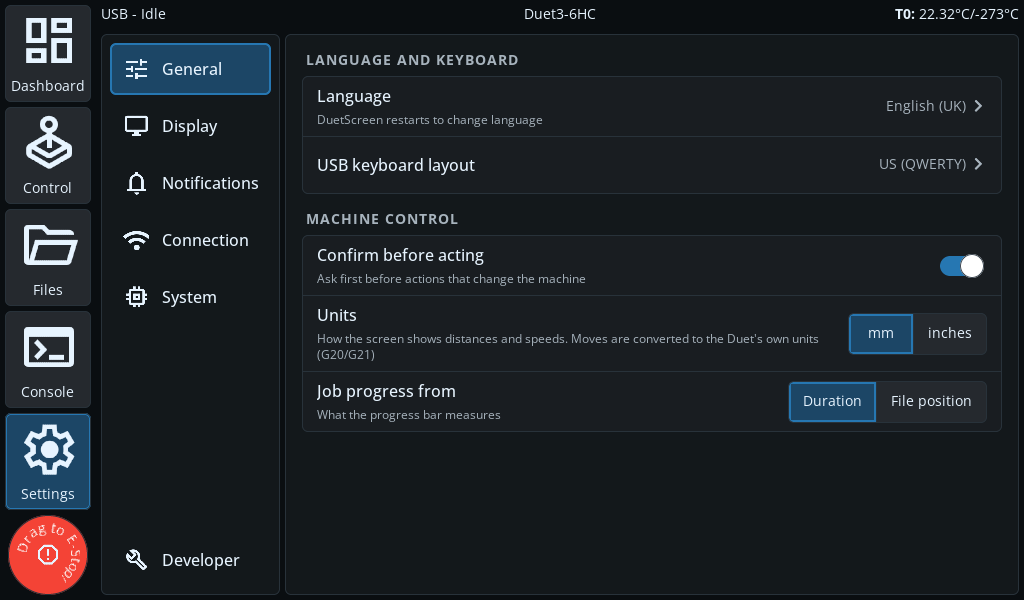 USB - Idle
Duet3-6HC
T0: 22.32°C/-273°C
Dashboard
Control
Files
Console
Settings
Drag to E-Stop!
General
Display
Notifications
Connection
System
Developer
LANGUAGE AND KEYBOARD
Language
DuetScreen restarts to change language
English (UK)
USB keyboard layout
US (QWERTY)
MACHINE CONTROL
Confirm before acting
Ask first before actions that change the machine
Units
How the screen shows distances and speeds. Moves are converted to the Duet's own units
(G20/G21)
mm
inches
Job progress from
What the progress bar measures
Duration
File position